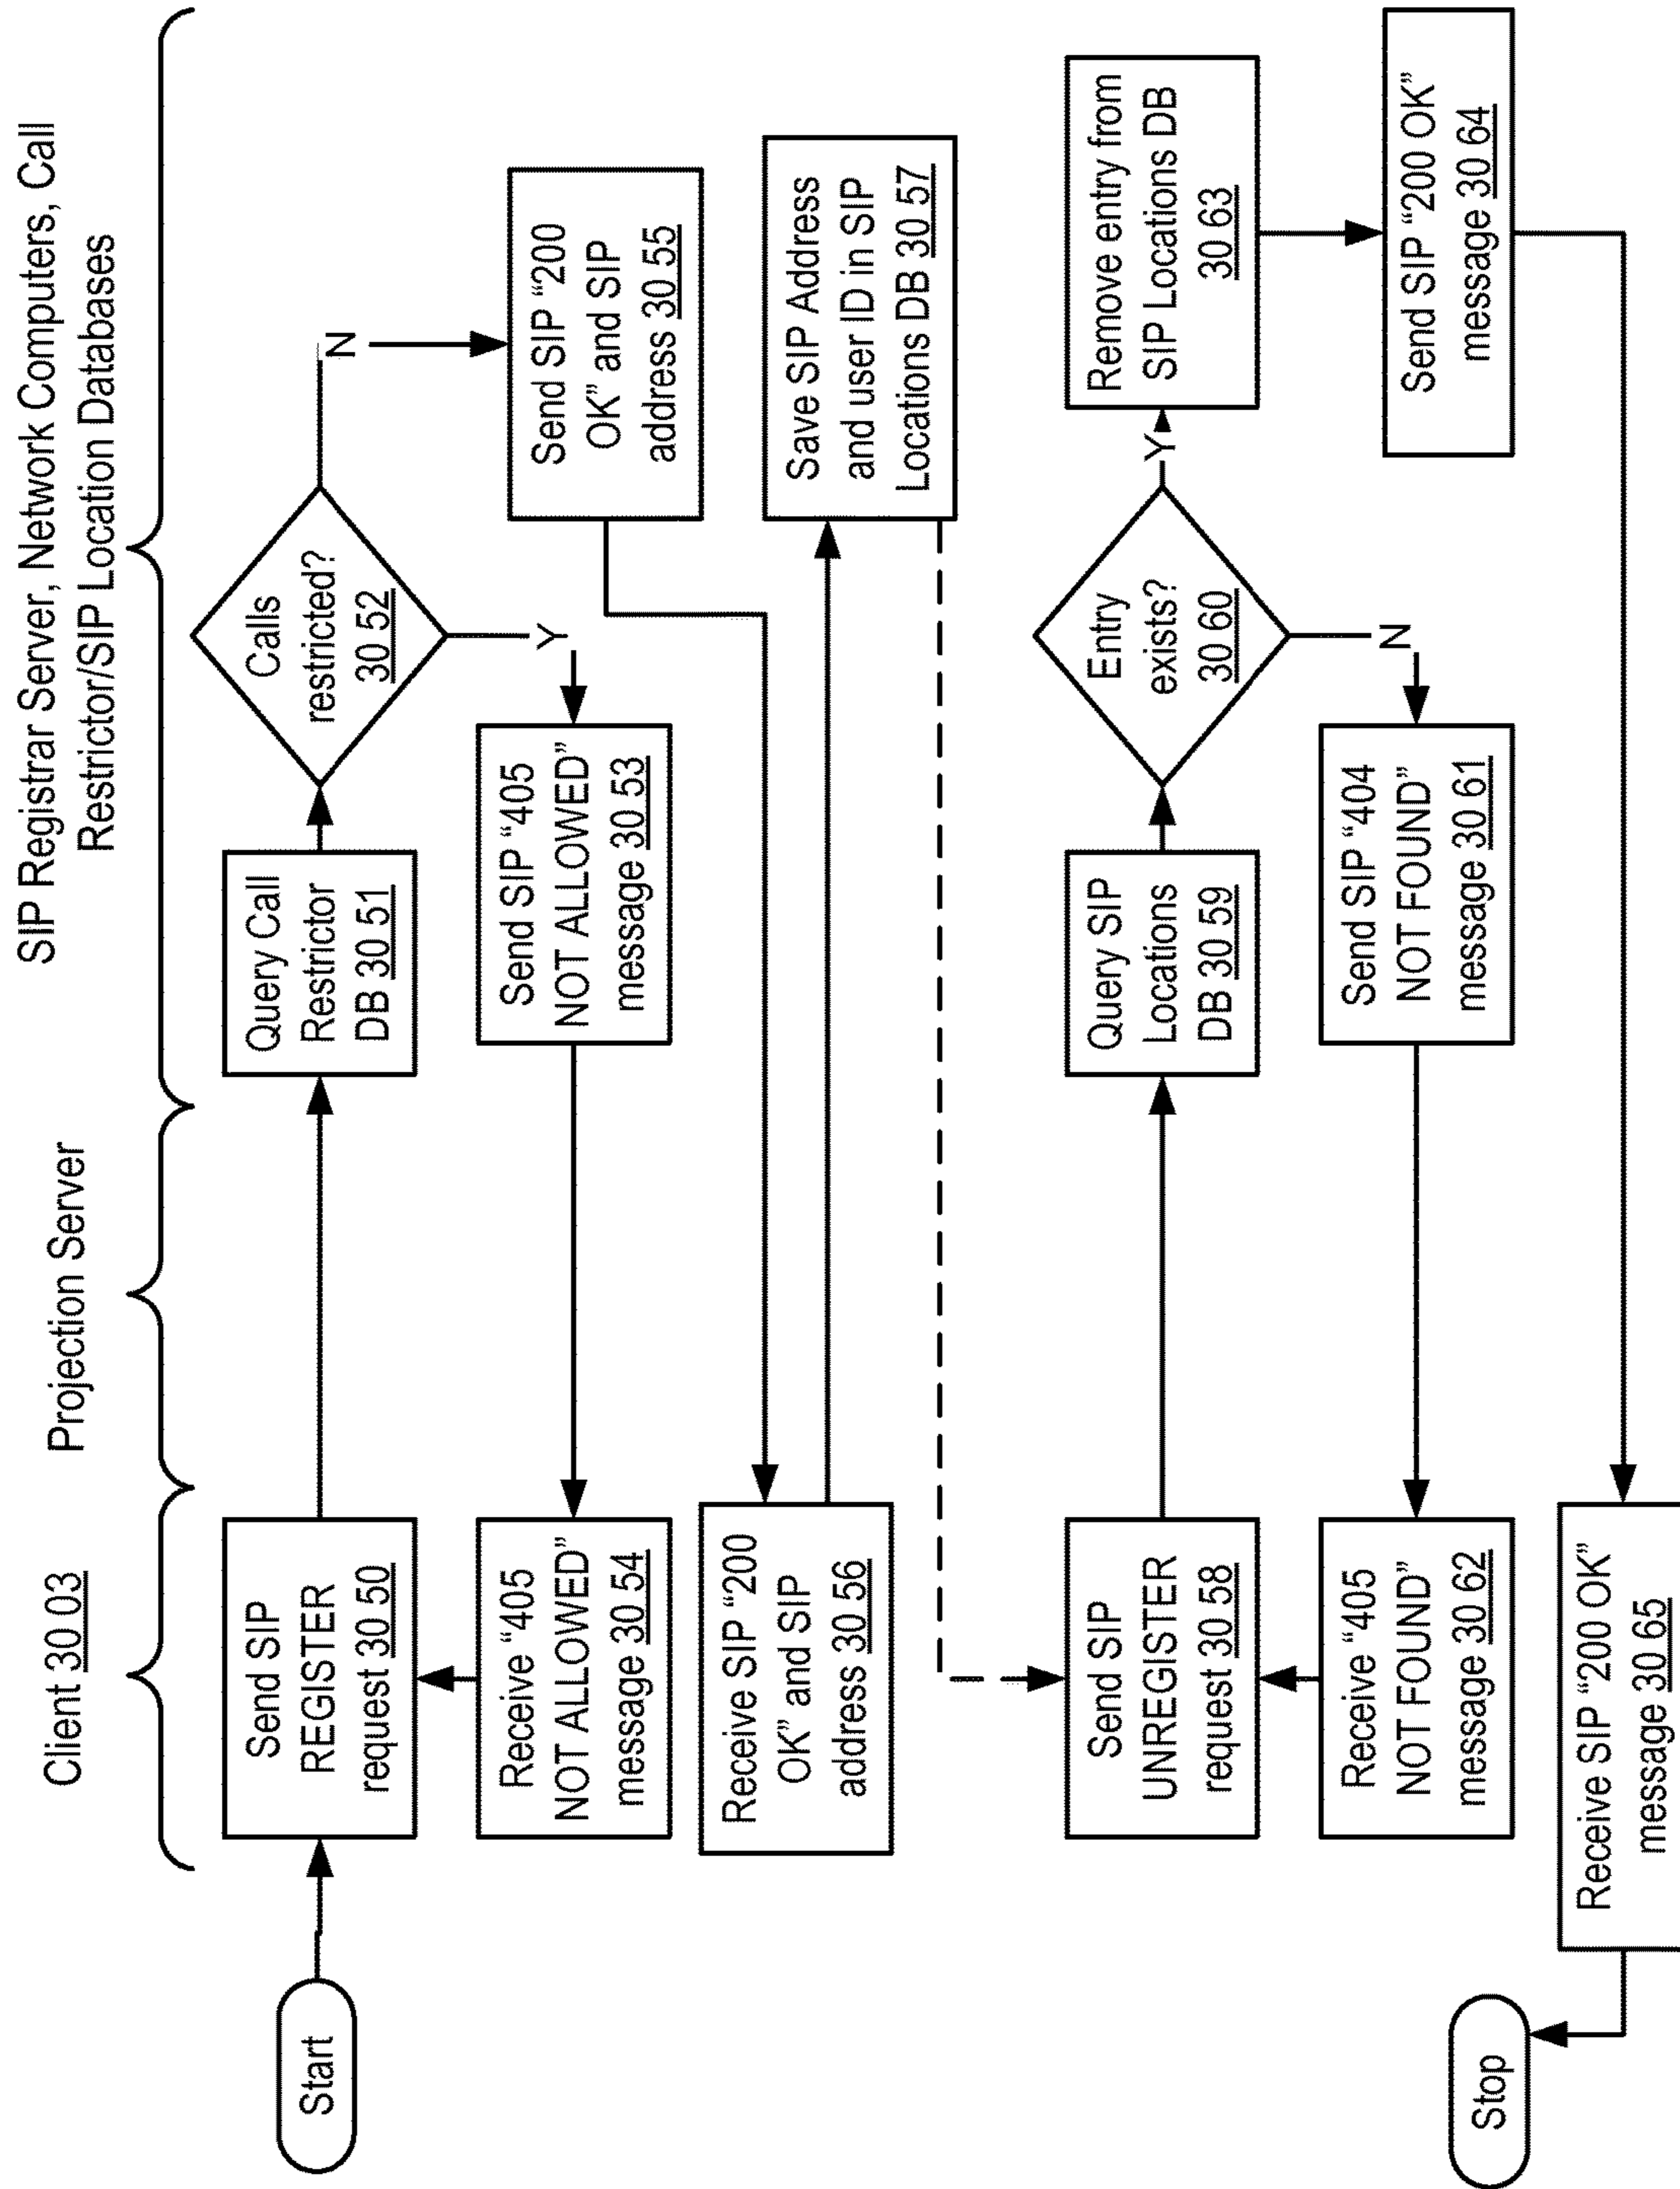 Client 30 03
Projection Server
SIP Registrar Server, Network Computers, Call
Restrictor/SIP Location Databases
Start
Send SIP
REGISTER
request 30 50
Query Call
Restrictor
DB 30 51
Calls
restricted?
30 52
N
Y
Receive “405
NOT ALLOWED”
message 30 54
Send SIP “405
NOT ALLOWED”
message 30 53
Send SIP “200
OK” and SIP
address 30 55
Receive SIP “200
OK” and SIP
address 30 56
Save SIP Address
and user ID in SIP
Locations DB 30 57
Send SIP
UNREGISTER
request 30 58
Query SIP
Locations
DB 30 59
Entry
exists?
30 60
Y
Remove entry from
SIP Locations DB
30 63
N
Receive “405
NOT FOUND”
message 30 62
Send SIP “404
NOT FOUND”
message 30 61
Send SIP “200 OK”
message 30 64
Stop
Receive SIP “200 OK”
message 30 65